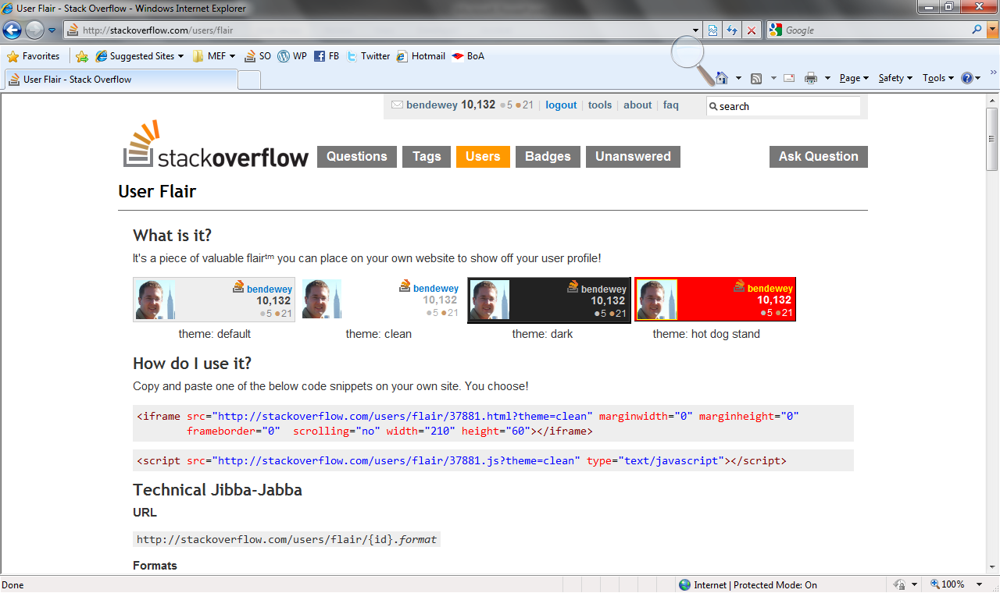 User Flair - Stack Overflow - Windows Internet Explorer
http://stackoverflow.com/users/flair
Google
Favorites Suggested Sites MEF SO WP FB Twitter Hotmail BoA
User Flair - Stack Overflow
Page Safety Tools
bendewey 10,132 5 21 | logout | tools | about | faq
search
stackoverflow
Questions Tags Users Badges Unanswered Ask Question
User Flair
What is it?
It's a piece of valuable flair™ you can place on your own website to show off your user profile!
bendewey
10,132
5 21
theme: default
bendewey
10,132
5 21
theme: clean
bendewey
10,132
5 21
theme: dark
bendewey
10,132
5 21
theme: hot dog stand
How do I use it?
Copy and paste one of the below code snippets on your own site. You choose!
<iframe src="http://stackoverflow.com/users/flair/37881.html?theme=clean" marginwidth="0" marginheight="0"
frameborder="0"  scrolling="no" width="210" height="60"></iframe>
<script src="http://stackoverflow.com/users/flair/37881.js?theme=clean" type="text/javascript"></script>
Technical Jibba-Jabba
URL
http://stackoverflow.com/users/flair/{id}.format
Formats
Done
Internet | Protected Mode: On
100%